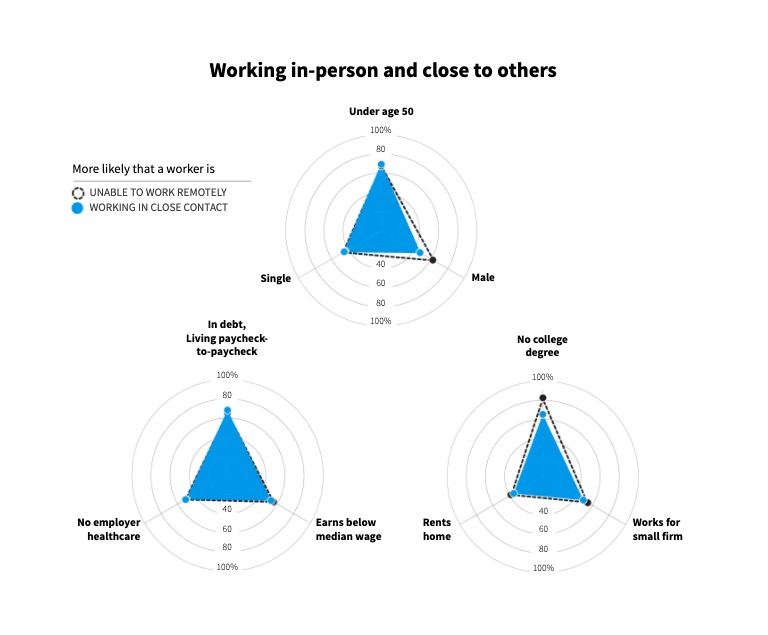 Working in-person and close to others
Under age 50
100%
80
More likely that a worker is
UNABLE TO WORK REMOTELY
WORKING IN CLOSE CONTACT
40
60
80
100%
Single
Male
In debt,
Living paycheck-
to-paycheck
100%
80
40
60
80
100%
No employer
healthcare
Earns below
median wage
No college
degree
100%
40
60
80
100%
Rents
home
Works for
small firm